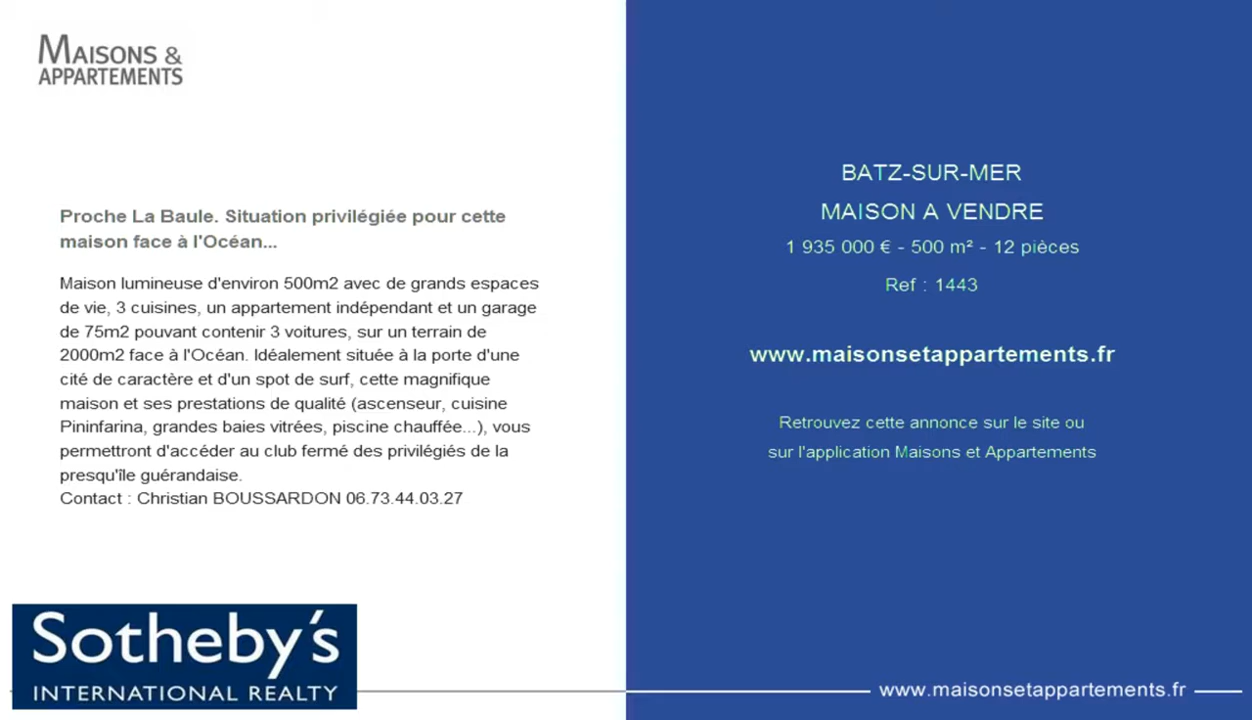 MAISONS &
APPARTEMENTS
Proche La Baule. Situation privilégiée pour cette
maison face à l'Océan...
Maison lumineuse d'environ 500m2 avec de grands espaces
de vie, 3 cuisines, un appartement indépendant et un garage
de 75m2 pouvant contenir 3 voitures, sur un terrain de
2000m2 face à l'Océan. Idéalement située à la porte d'une
cité de caractère et d'un spot de surf, cette magnifique
maison et ses prestations de qualité (ascenseur, cuisine
Pininfarina, grandes baies vitrées, piscine chauffée...), vous
permettront d'accéder au club fermé des privilégiés de la
presqu'île guérandaise.
Contact : Christian BOUSSARDON 06.73.44.03.27
Sotheby's
INTERNATIONAL REALTY
BATZ-SUR-MER
MAISON A VENDRE
1 935 000 € - 500 m² - 12 pièces
Ref : 1443
www.maisonsetappartements.fr
Retrouvez cette annonce sur le site ou
sur l'application Maisons et Appartements
www.maisonsetappartements.fr